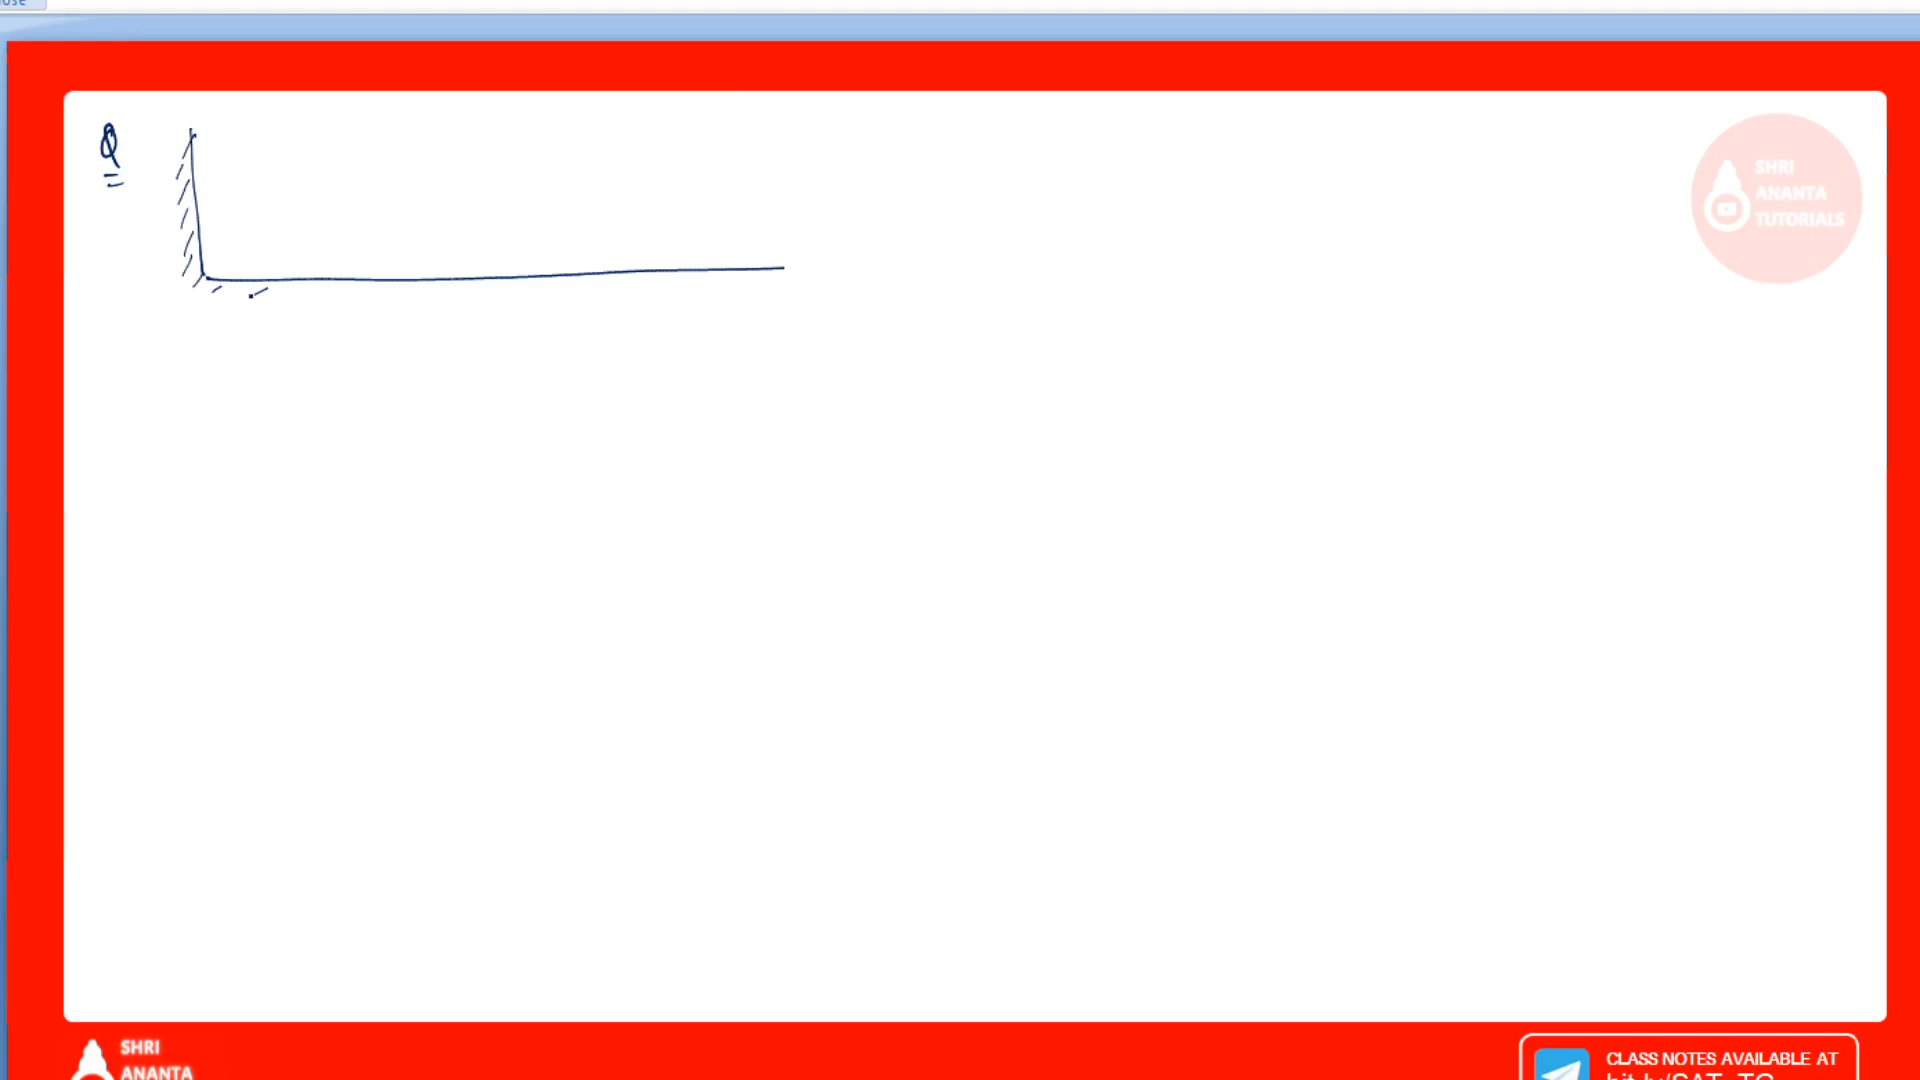 Q
SHRI
ANANTA
TUTORIALS
SHRI
ANANTA
CLASS NOTES AVAILABLE AT